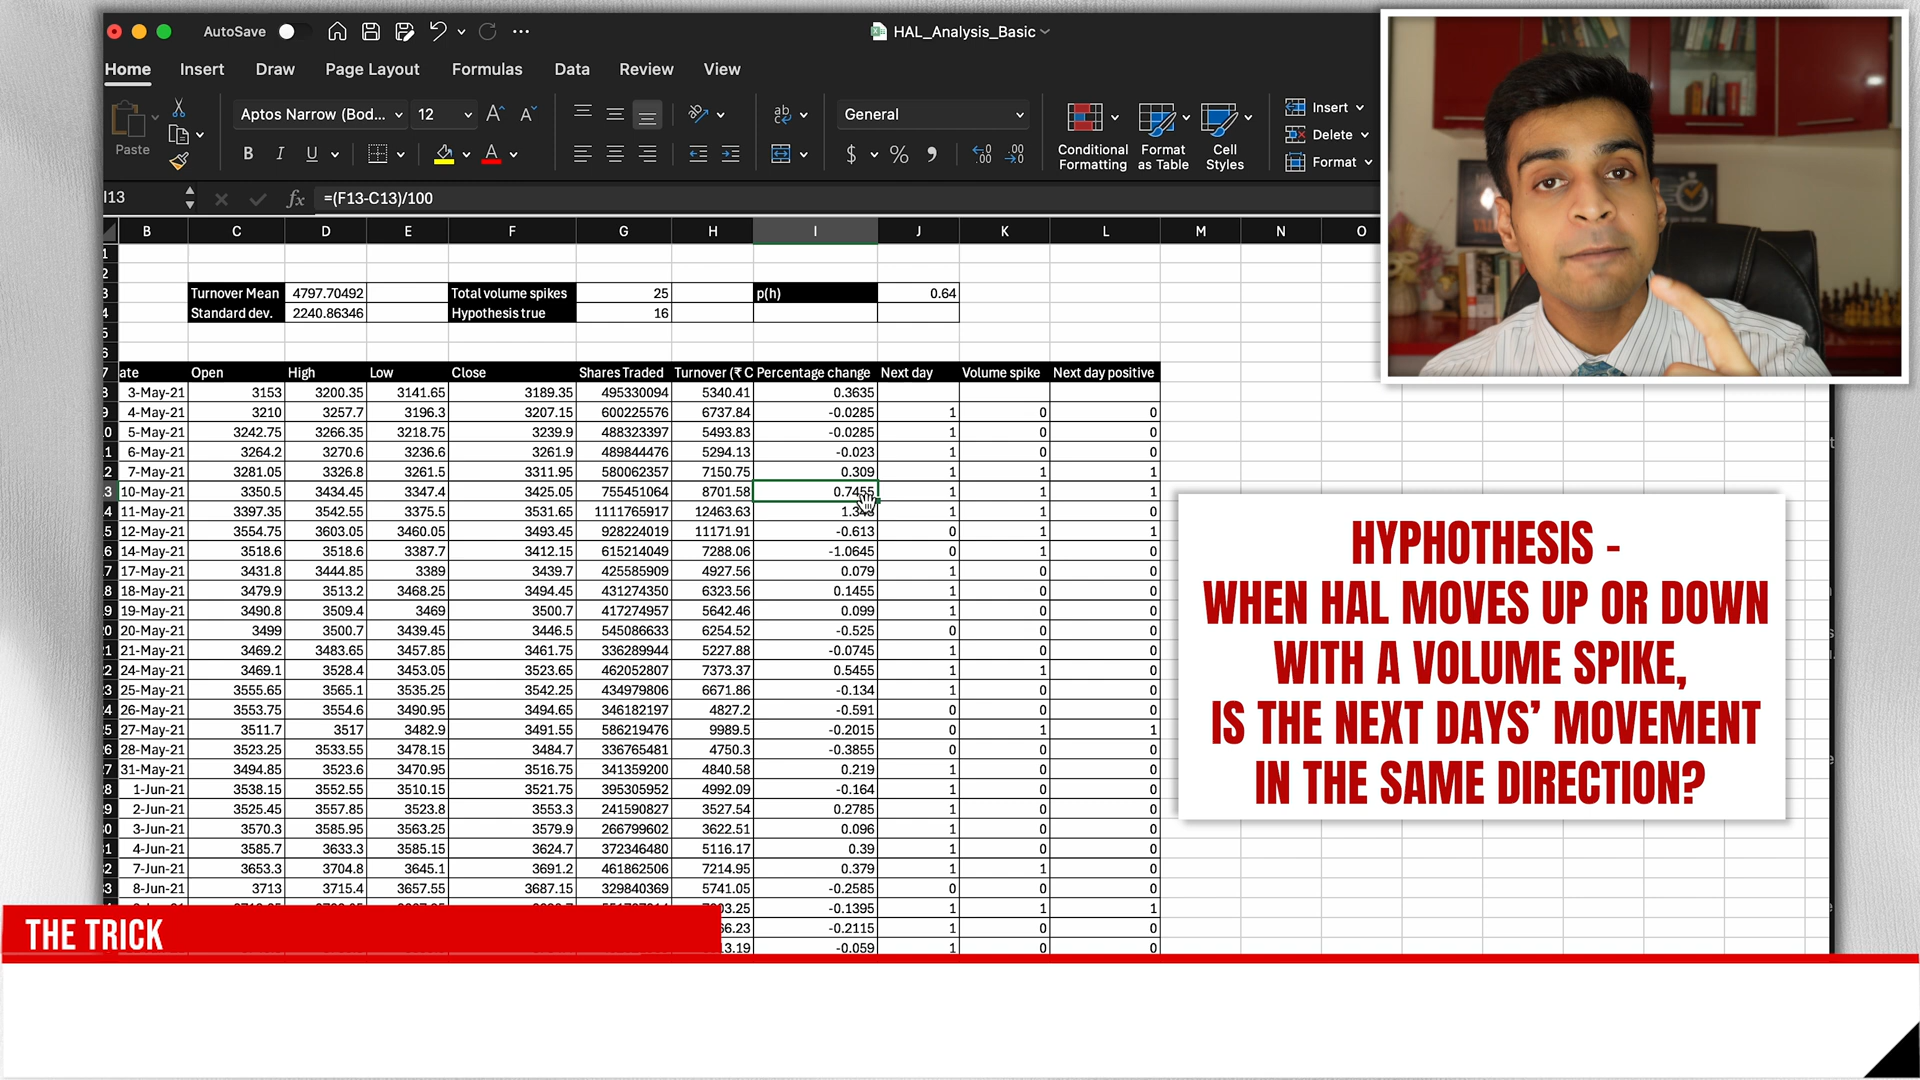 AutoSave
HAL_Analysis_Basic
Home Insert Draw Page Layout Formulas Data Review View
Paste
Aptos Narrow (Bod... 12
General
Conditional Formatting
Format as Table
Cell Styles
Insert
Delete
Format
I13 fx =(F13-C13)/100
B C D E F G H I J K L M N O
Turnover Mean 4797.70492 Total volume spikes 25 p(h) 0.64
Standard dev. 2240.86346 Hypothesis true 16
ate Open High Low Close Shares Traded Turnover (₹ C Percentage change Next day Volume spike Next day positive
3-May-21 3153 3200.35 3141.65 3189.35 495330094 5340.41 0.3635
4-May-21 3210 3257.7 3196.3 3207.15 600225576 6737.84 -0.0285 1 0 0
5-May-21 3242.75 3266.35 3218.75 3239.9 488323397 5493.83 -0.0285 1 0 0
6-May-21 3264.2 3270.6 3236.6 3261.9 489844476 5294.13 -0.023 1 0 0
7-May-21 3281.05 3326.8 3261.5 3311.95 580062357 7150.75 0.309 1 1 1
10-May-21 3350.5 3434.45 3347.4 3425.05 755451064 8701.58 0.7455 1 1 1
11-May-21 3397.35 3542.55 3375.5 3531.65 1111765917 12463.63 1 1 0
12-May-21 3554.75 3603.05 3460.05 3493.45 928224019 11171.91 -0.613 0 1 1
14-May-21 3518.6 3518.6 3387.7 3412.15 615214049 7288.06 -1.0645 0 1 0
17-May-21 3431.8 3444.85 3389 3439.7 425585909 4927.56 0.079 1 0 0
18-May-21 3479.9 3513.2 3468.25 3494.45 431274350 6323.56 0.1455 1 0 0
19-May-21 3490.8 3509.4 3469 3500.7 417274957 5642.46 0.099 1 0 0
20-May-21 3499 3500.7 3439.45 3446.5 545086633 6254.52 -0.525 0 0 0
21-May-21 3469.2 3483.65 3457.85 3461.75 336289944 5227.88 -0.0745 1 0 0
24-May-21 3469.1 3528.4 3453.05 3523.65 462052807 7373.37 0.5455 1 1 0
25-May-21 3555.65 3565.1 3535.25 3542.25 434979806 6671.86 -0.134 1 0 0
26-May-21 3553.75 3554.6 3490.95 3494.65 346182197 4827.2 -0.591 0 0 0
27-May-21 3511.7 3517 3482.9 3491.55 586219476 9989.5 -0.2015 0 1 1
28-May-21 3523.25 3533.55 3478.15 3484.7 336765481 4750.3 -0.3855 0 0 0
31-May-21 3494.85 3523.6 3470.95 3516.75 341359200 4840.58 0.219 1 0 0
1-Jun-21 3538.15 3552.55 3510.15 3521.75 395305952 4992.09 -0.164 1 0 0
2-Jun-21 3525.45 3557.85 3523.8 3553.3 241590827 3527.54 0.2785 1 0 0
3-Jun-21 3570.3 3585.95 3563.25 3579.9 266799602 3622.51 0.096 1 0 0
4-Jun-21 3585.7 3633.3 3585.15 3624.7 372346480 5116.17 0.39 1 0 0
7-Jun-21 3653.3 3704.8 3645.1 3691.2 461862506 7214.95 0.379 1 1 0
8-Jun-21 3713 3715.4 3657.55 3687.15 329840369 5741.05 -0.2585 0 0 0
03.25 -0.1395 1 1 1
66.23 -0.2115 1 0 0
13.19 -0.059 1 0 0
HYPHOTHESIS -
WHEN HAL MOVES UP OR DOWN
WITH A VOLUME SPIKE,
IS THE NEXT DAYS’ MOVEMENT
IN THE SAME DIRECTION?
THE TRICK